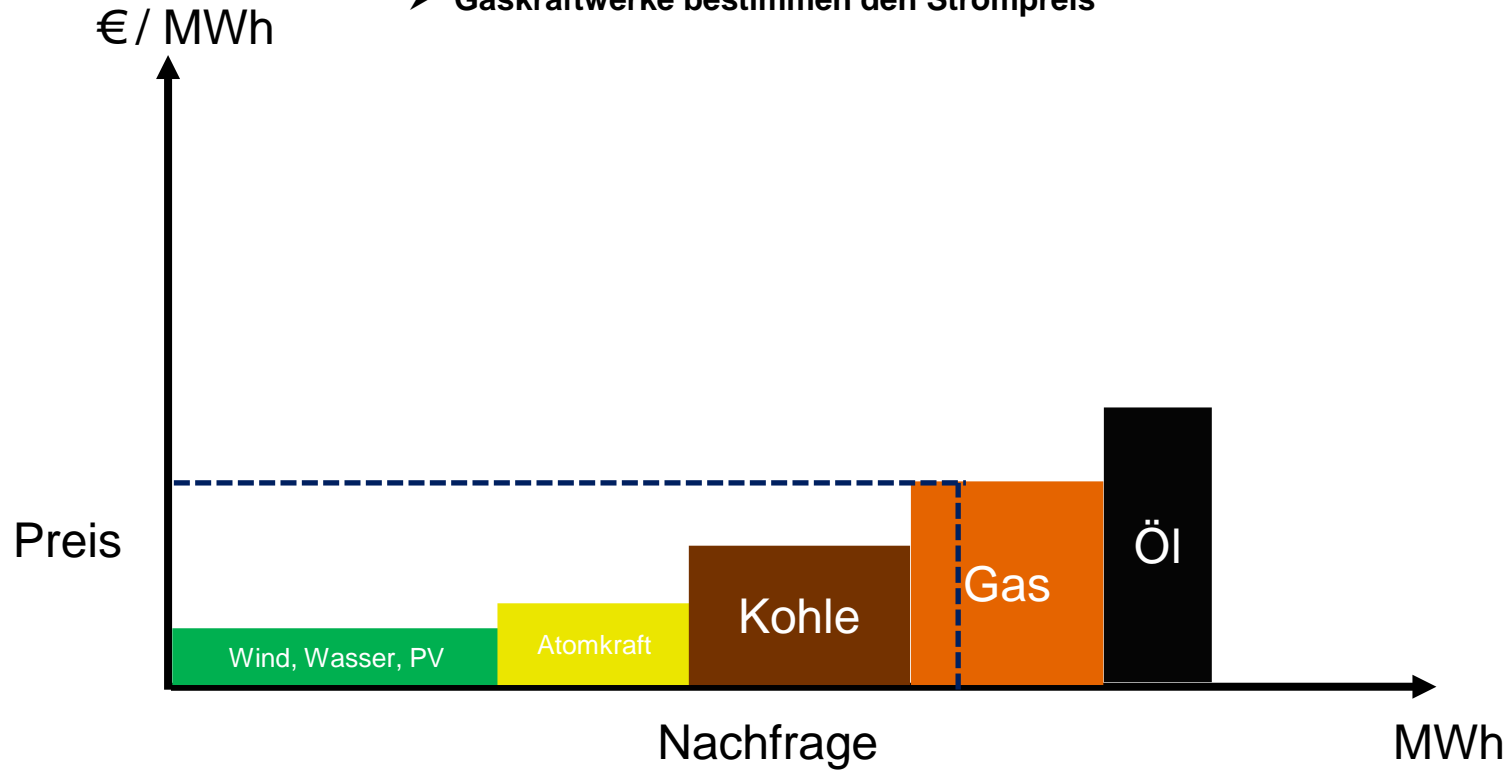 ➤ Gaskraftwerke bestimmen den Strompreis
€ / MWh
Preis
Öl
Gas
Kohle
Atomkraft
Wind, Wasser, PV
Nachfrage
MWh